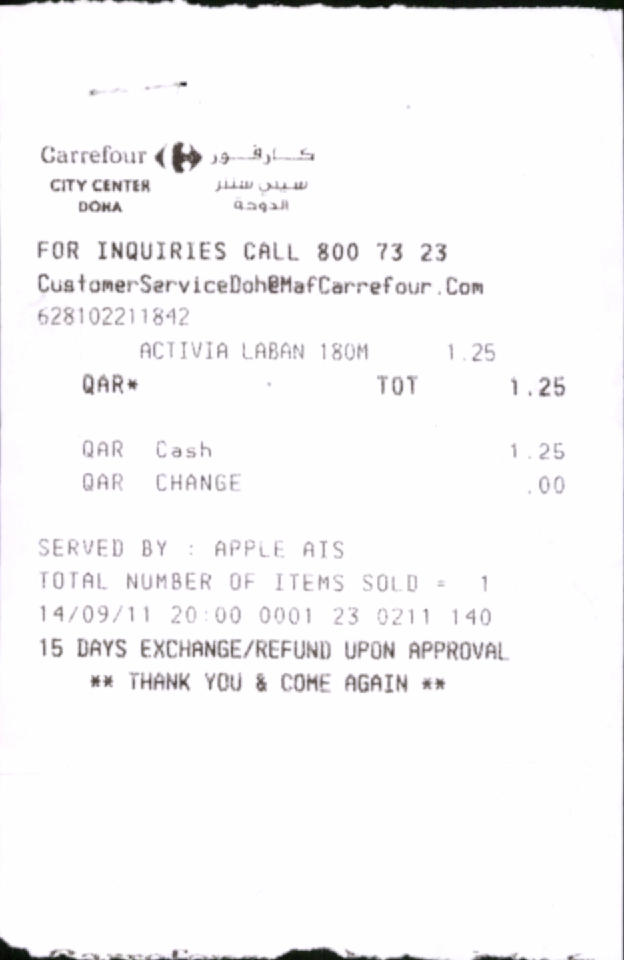 Carrefour كارفور
CITY CENTER سيتي سنتر
DOHA الدوحة
FOR INQUIRIES CALL 800 73 23
CustomerServiceDoh@MafCarrefour.Com
628102211842
ACTIVIA LABAN 180M 1.25
QAR* TOT 1.25
QAR Cash 1.25
QAR CHANGE .00
SERVED BY : APPLE AIS
TOTAL NUMBER OF ITEMS SOLD = 1
14/09/11 20:00 0001 23 0211 140
15 DAYS EXCHANGE/REFUND UPON APPROVAL
** THANK YOU & COME AGAIN **